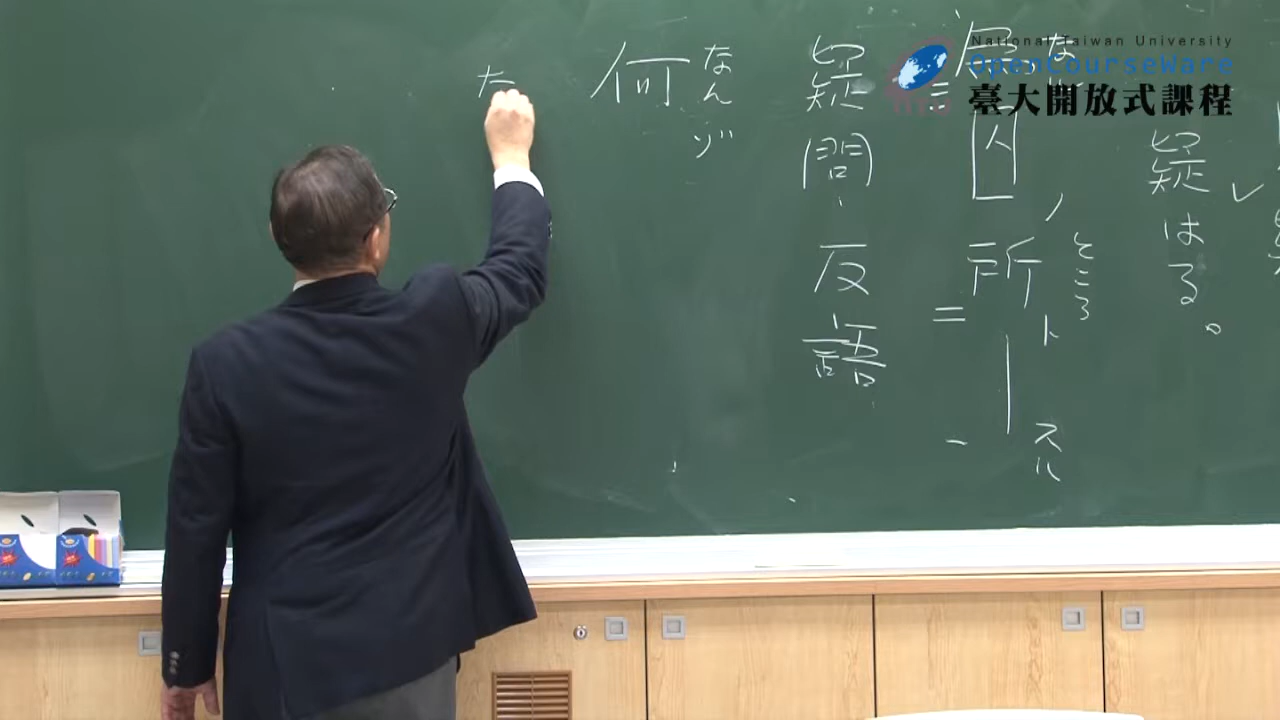 National Taiwan University
OpenCourseWare
臺大開放式課程
疑はる。
ところ
所ト
スル
疑問、反語
なんゾ
何
た